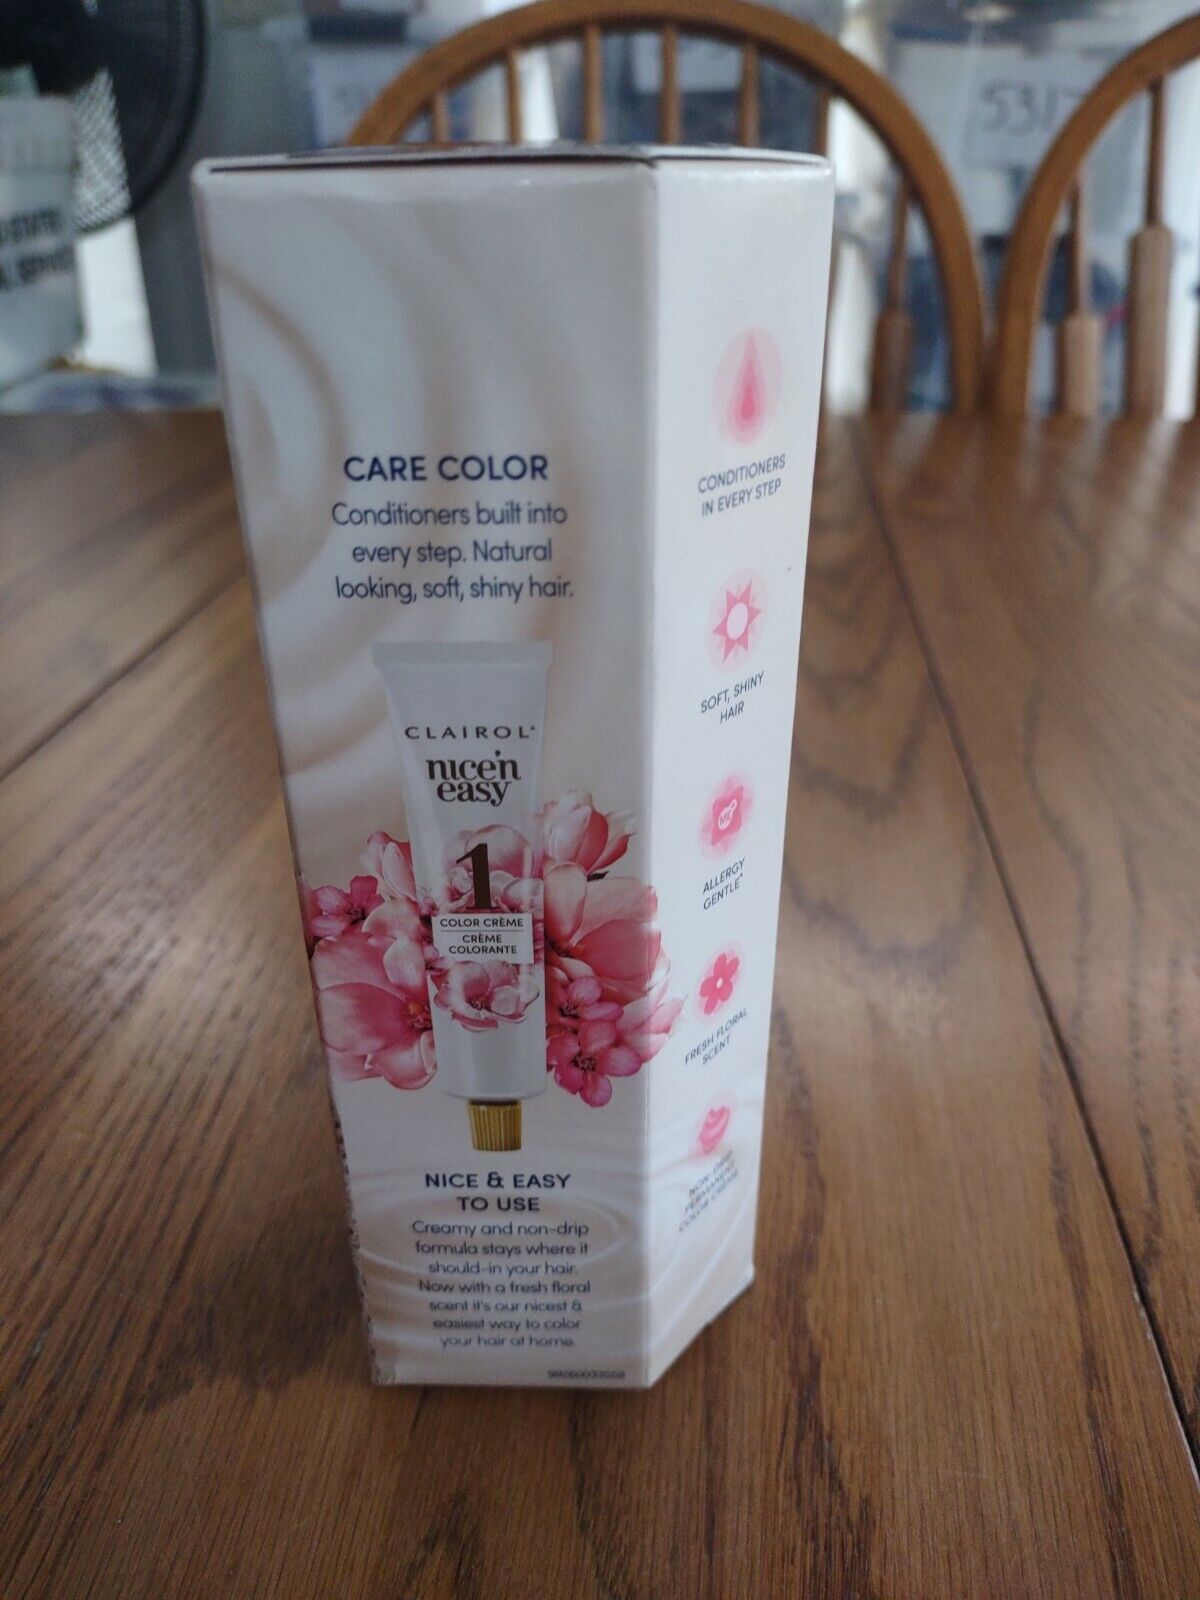 5317
CARE COLOR
Conditioners built into
every step. Natural
looking, soft, shiny hair.
CLAIROL®
nice'n
easy
1
COLOR CRÈME
CRÈME
COLORANTE
NICE & EASY
TO USE
Creamy and non-drip
formula stays where it
should-in your hair.
Now with a fresh floral
scent it's our nicest &
easiest way to color
your hair at home.
CONDITIONERS
IN EVERY STEP
SOFT, SHINY
HAIR
ME+
ALLERGY
GENTLE*
FRESH FLORAL
SCENT
NON-DRIP
PERMANENT
COLOR CRÈME